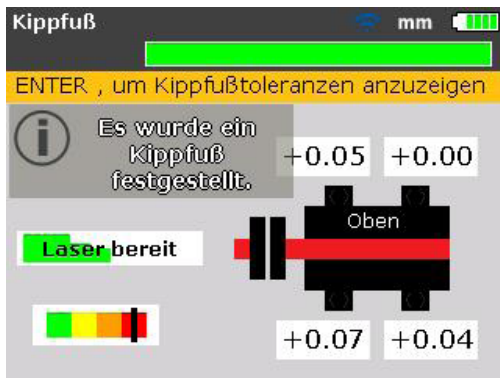 Kippfuß mm
ENTER , um Kippfußtoleranzen anzuzeigen
Es wurde ein
Kippfuß
festgestellt.
+0.05 +0.00
Oben
Laser bereit
+0.07 +0.04